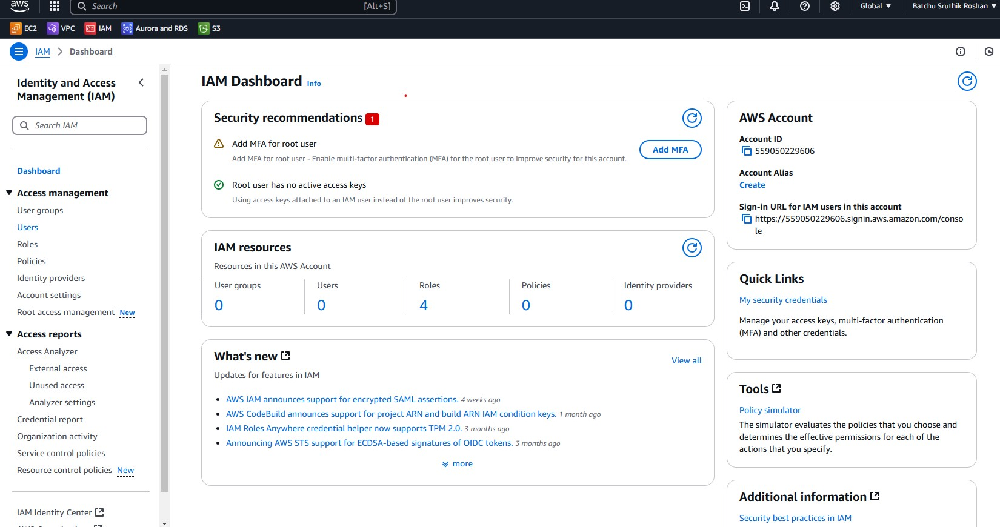 aws
Search
[Alt+S]
Global
Batchu Sruthik Roshan
EC2
VPC
IAM
Aurora and RDS
S3
IAM
Dashboard
Identity and Access
Management (IAM)
Search IAM
Dashboard
Access management
User groups
Users
Roles
Policies
Identity providers
Account settings
Root access management New
Access reports
Access Analyzer
External access
Unused access
Analyzer settings
Credential report
Organization activity
Service control policies
Resource control policies New
IAM Identity Center
IAM Dashboard Info
Security recommendations 1
Add MFA for root user
Add MFA for root user - Enable multi-factor authentication (MFA) for the root user to improve security for this account.
Add MFA
Root user has no active access keys
Using access keys attached to an IAM user instead of the root user improves security.
IAM resources
Resources in this AWS Account
User groups
0
Users
0
Roles
4
Policies
0
Identity providers
0
What's new
View all
Updates for features in IAM
AWS IAM announces support for encrypted SAML assertions. 4 weeks ago
AWS CodeBuild announces support for project ARN and build ARN IAM condition keys. 1 month ago
IAM Roles Anywhere credential helper now supports TPM 2.0. 3 months ago
Announcing AWS STS support for ECDSA-based signatures of OIDC tokens. 3 months ago
more
AWS Account
Account ID
559050229606
Account Alias
Create
Sign-in URL for IAM users in this account
https://559050229606.signin.aws.amazon.com/conso
le
Quick Links
My security credentials
Manage your access keys, multi-factor authentication
(MFA) and other credentials.
Tools
Policy simulator
The simulator evaluates the policies that you choose and
determines the effective permissions for each of the
actions that you specify.
Additional information
Security best practices in IAM